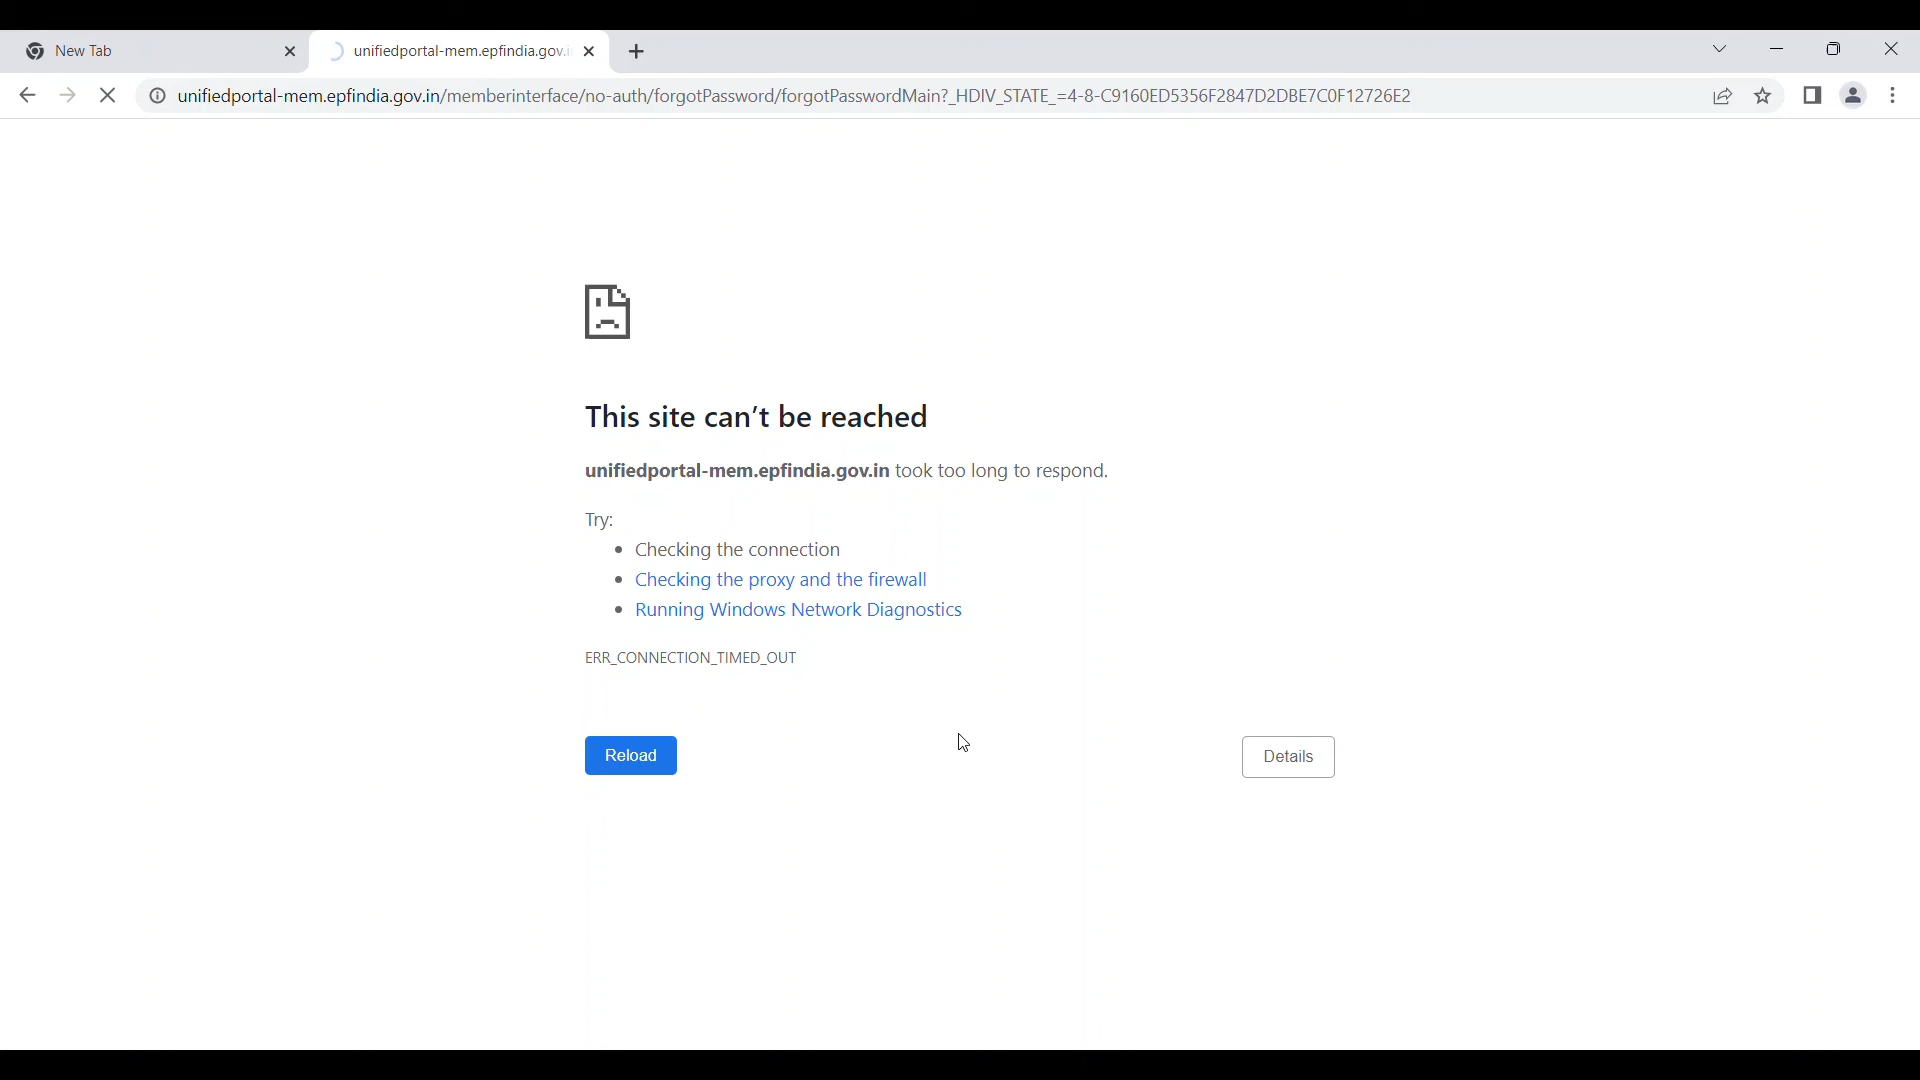 New Tab
unifiedportal-mem.epfindia.gov.i
unifiedportal-mem.epfindia.gov.in/memberinterface/no-auth/forgotPassword/forgotPasswordMain?_HDIV_STATE_=4-8-C9160ED5356F2847D2DBE7C0F12726E2
This site can't be reached
unifiedportal-mem.epfindia.gov.in took too long to respond.
Try:
• Checking the connection
• Checking the proxy and the firewall
• Running Windows Network Diagnostics
ERR_CONNECTION_TIMED_OUT
Reload
Details